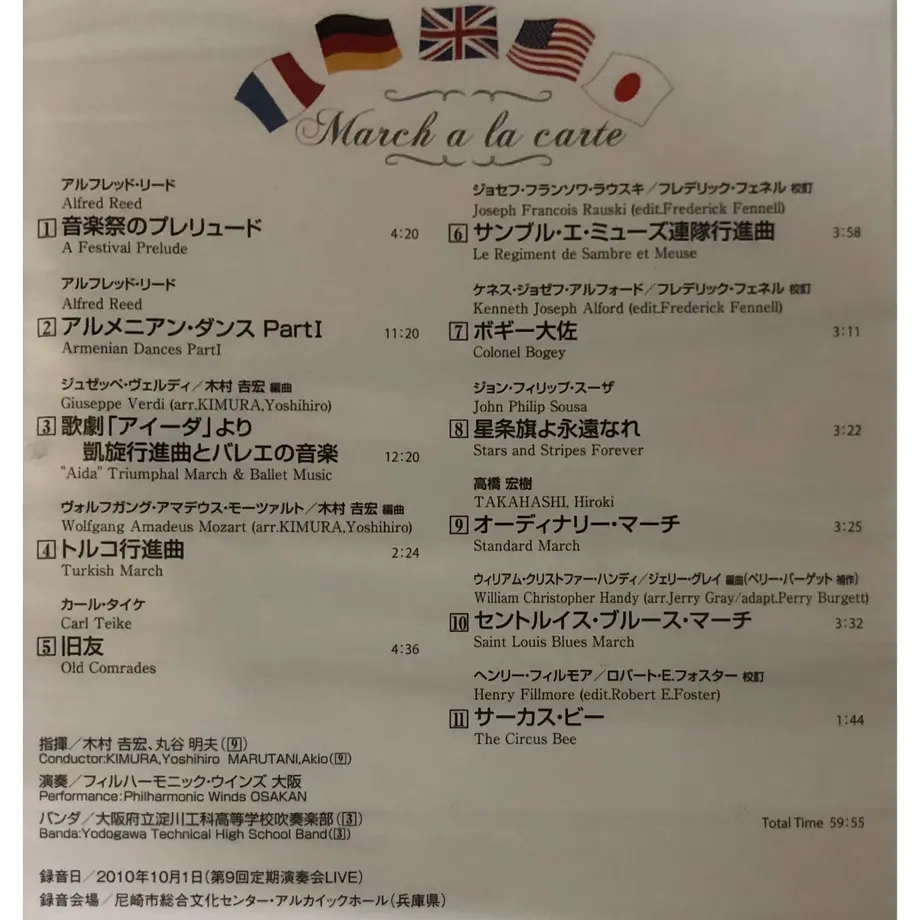 March a la carte
アルフレッド・リード
Alfred Reed
1 音楽祭のプレリュード 4:20
A Festival Prelude
アルフレッド・リード
Alfred Reed
2 アルメニアン・ダンス PartⅠ 11:20
Armenian Dances PartⅠ
ジュゼッペ・ヴェルディ/木村 吉宏 編曲
Giuseppe Verdi (arr.KIMURA,Yoshihiro)
3 歌劇「アイーダ」より
凱旋行進曲とバレエの音楽 12:20
"Aida" Triumphal March & Ballet Music
ヴォルフガング・アマデウス・モーツァルト/木村 吉宏 編曲
Wolfgang Amadeus Mozart (arr.KIMURA,Yoshihiro)
4 トルコ行進曲 2:24
Turkish March
カール・タイケ
Carl Teike
5 旧友 4:36
Old Comrades
ジョセフ・フランソワ・ラウスキ/フレデリック・フェネル 校訂
Joseph Francois Rauski (edit.Frederick Fennell)
6 サンブル・エ・ミューズ連隊行進曲 3:58
Le Regiment de Sambre et Meuse
ケネス・ジョゼフ・アルフォード/フレデリック・フェネル 校訂
Kenneth Joseph Alford (edit.Frederick Fennell)
7 ボギー大佐 3:11
Colonel Bogey
ジョン・フィリップ・スーザ
John Philip Sousa
8 星条旗よ永遠なれ 3:22
Stars and Stripes Forever
高橋 宏樹
TAKAHASHI, Hiroki
9 オーディナリー・マーチ 3:25
Standard March
ウィリアム・クリストファー・ハンディ/ジェリー・グレイ 編曲(ペリー・バーゲット 補作)
William Christopher Handy (arr.Jerry Gray/adapt.Perry Burgett)
10 セントルイス・ブルース・マーチ 3:32
Saint Louis Blues March
ヘンリー・フィルモア/ロバート・E.フォスター 校訂
Henry Fillmore (edit.Robert E.Foster)
11 サーカス・ビー 1:44
The Circus Bee
指揮/木村 吉宏、丸谷 明夫(9)
Conductor:KIMURA,Yoshihiro MARUTANI,Akio(9)
演奏/フィルハーモニック・ウインズ 大阪
Performance:Philharmonic Winds OSAKAN
バンダ/大阪府立淀川工科高等学校吹奏楽部(3)
Banda:Yodogawa Technical High School Band(3)
Total Time 59:55
録音日/2010年10月1日(第9回定期演奏会LIVE)
録音会場/尼崎市総合文化センター・アルカイックホール(兵庫県)